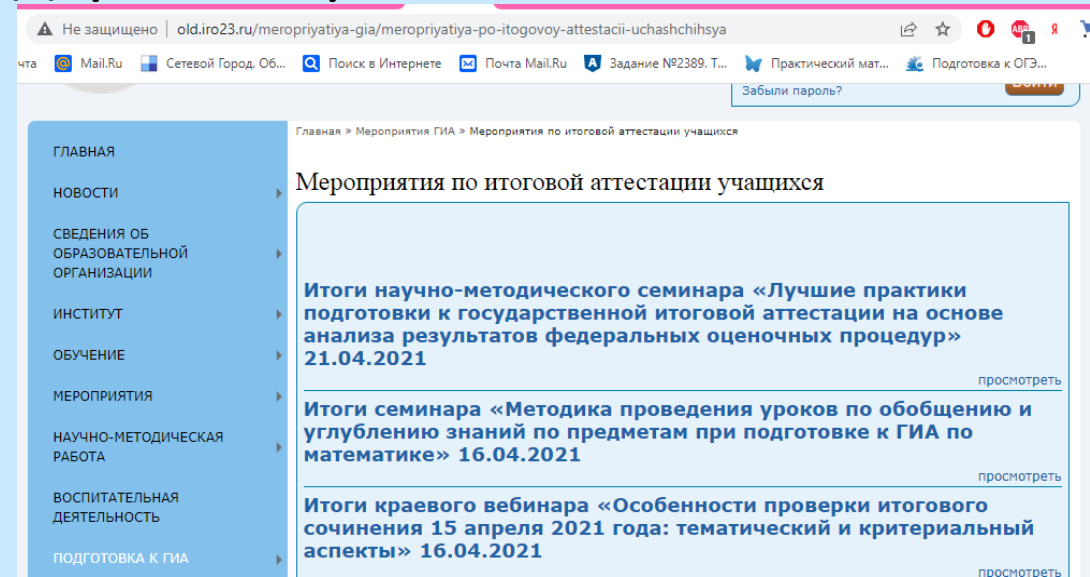 Не защищено | old.iro23.ru/meropriyatiya-gia/meropriyatiya-po-itogovoy-attestacii-uchashchihsya
ABP
1
Я
чта Mail.Ru Сетевой Город. Об... Поиск в Интернете Почта Mail.Ru Задание №2389. Т... Практический мат... Подготовка к ОГЭ...
Забыли пароль?
Главная » Мероприятия ГИА » Мероприятия по итоговой аттестации учащихся
ГЛАВНАЯ
НОВОСТИ
СВЕДЕНИЯ ОБ
ОБРАЗОВАТЕЛЬНОЙ
ОРГАНИЗАЦИИ
ИНСТИТУТ
ОБУЧЕНИЕ
МЕРОПРИЯТИЯ
НАУЧНО-МЕТОДИЧЕСКАЯ
РАБОТА
ВОСПИТАТЕЛЬНАЯ
ДЕЯТЕЛЬНОСТЬ
ПОДГОТОВКА К ГИА
Мероприятия по итоговой аттестации учащихся
Итоги научно-методического семинара «Лучшие практики
подготовки к государственной итоговой аттестации на основе
анализа результатов федеральных оценочных процедур»
21.04.2021
просмотреть
Итоги семинара «Методика проведения уроков по обобщению и
углублению знаний по предметам при подготовке к ГИА по
математике» 16.04.2021
просмотреть
Итоги краевого вебинара «Особенности проверки итогового
сочинения 15 апреля 2021 года: тематический и критериальный
аспекты» 16.04.2021
просмотреть